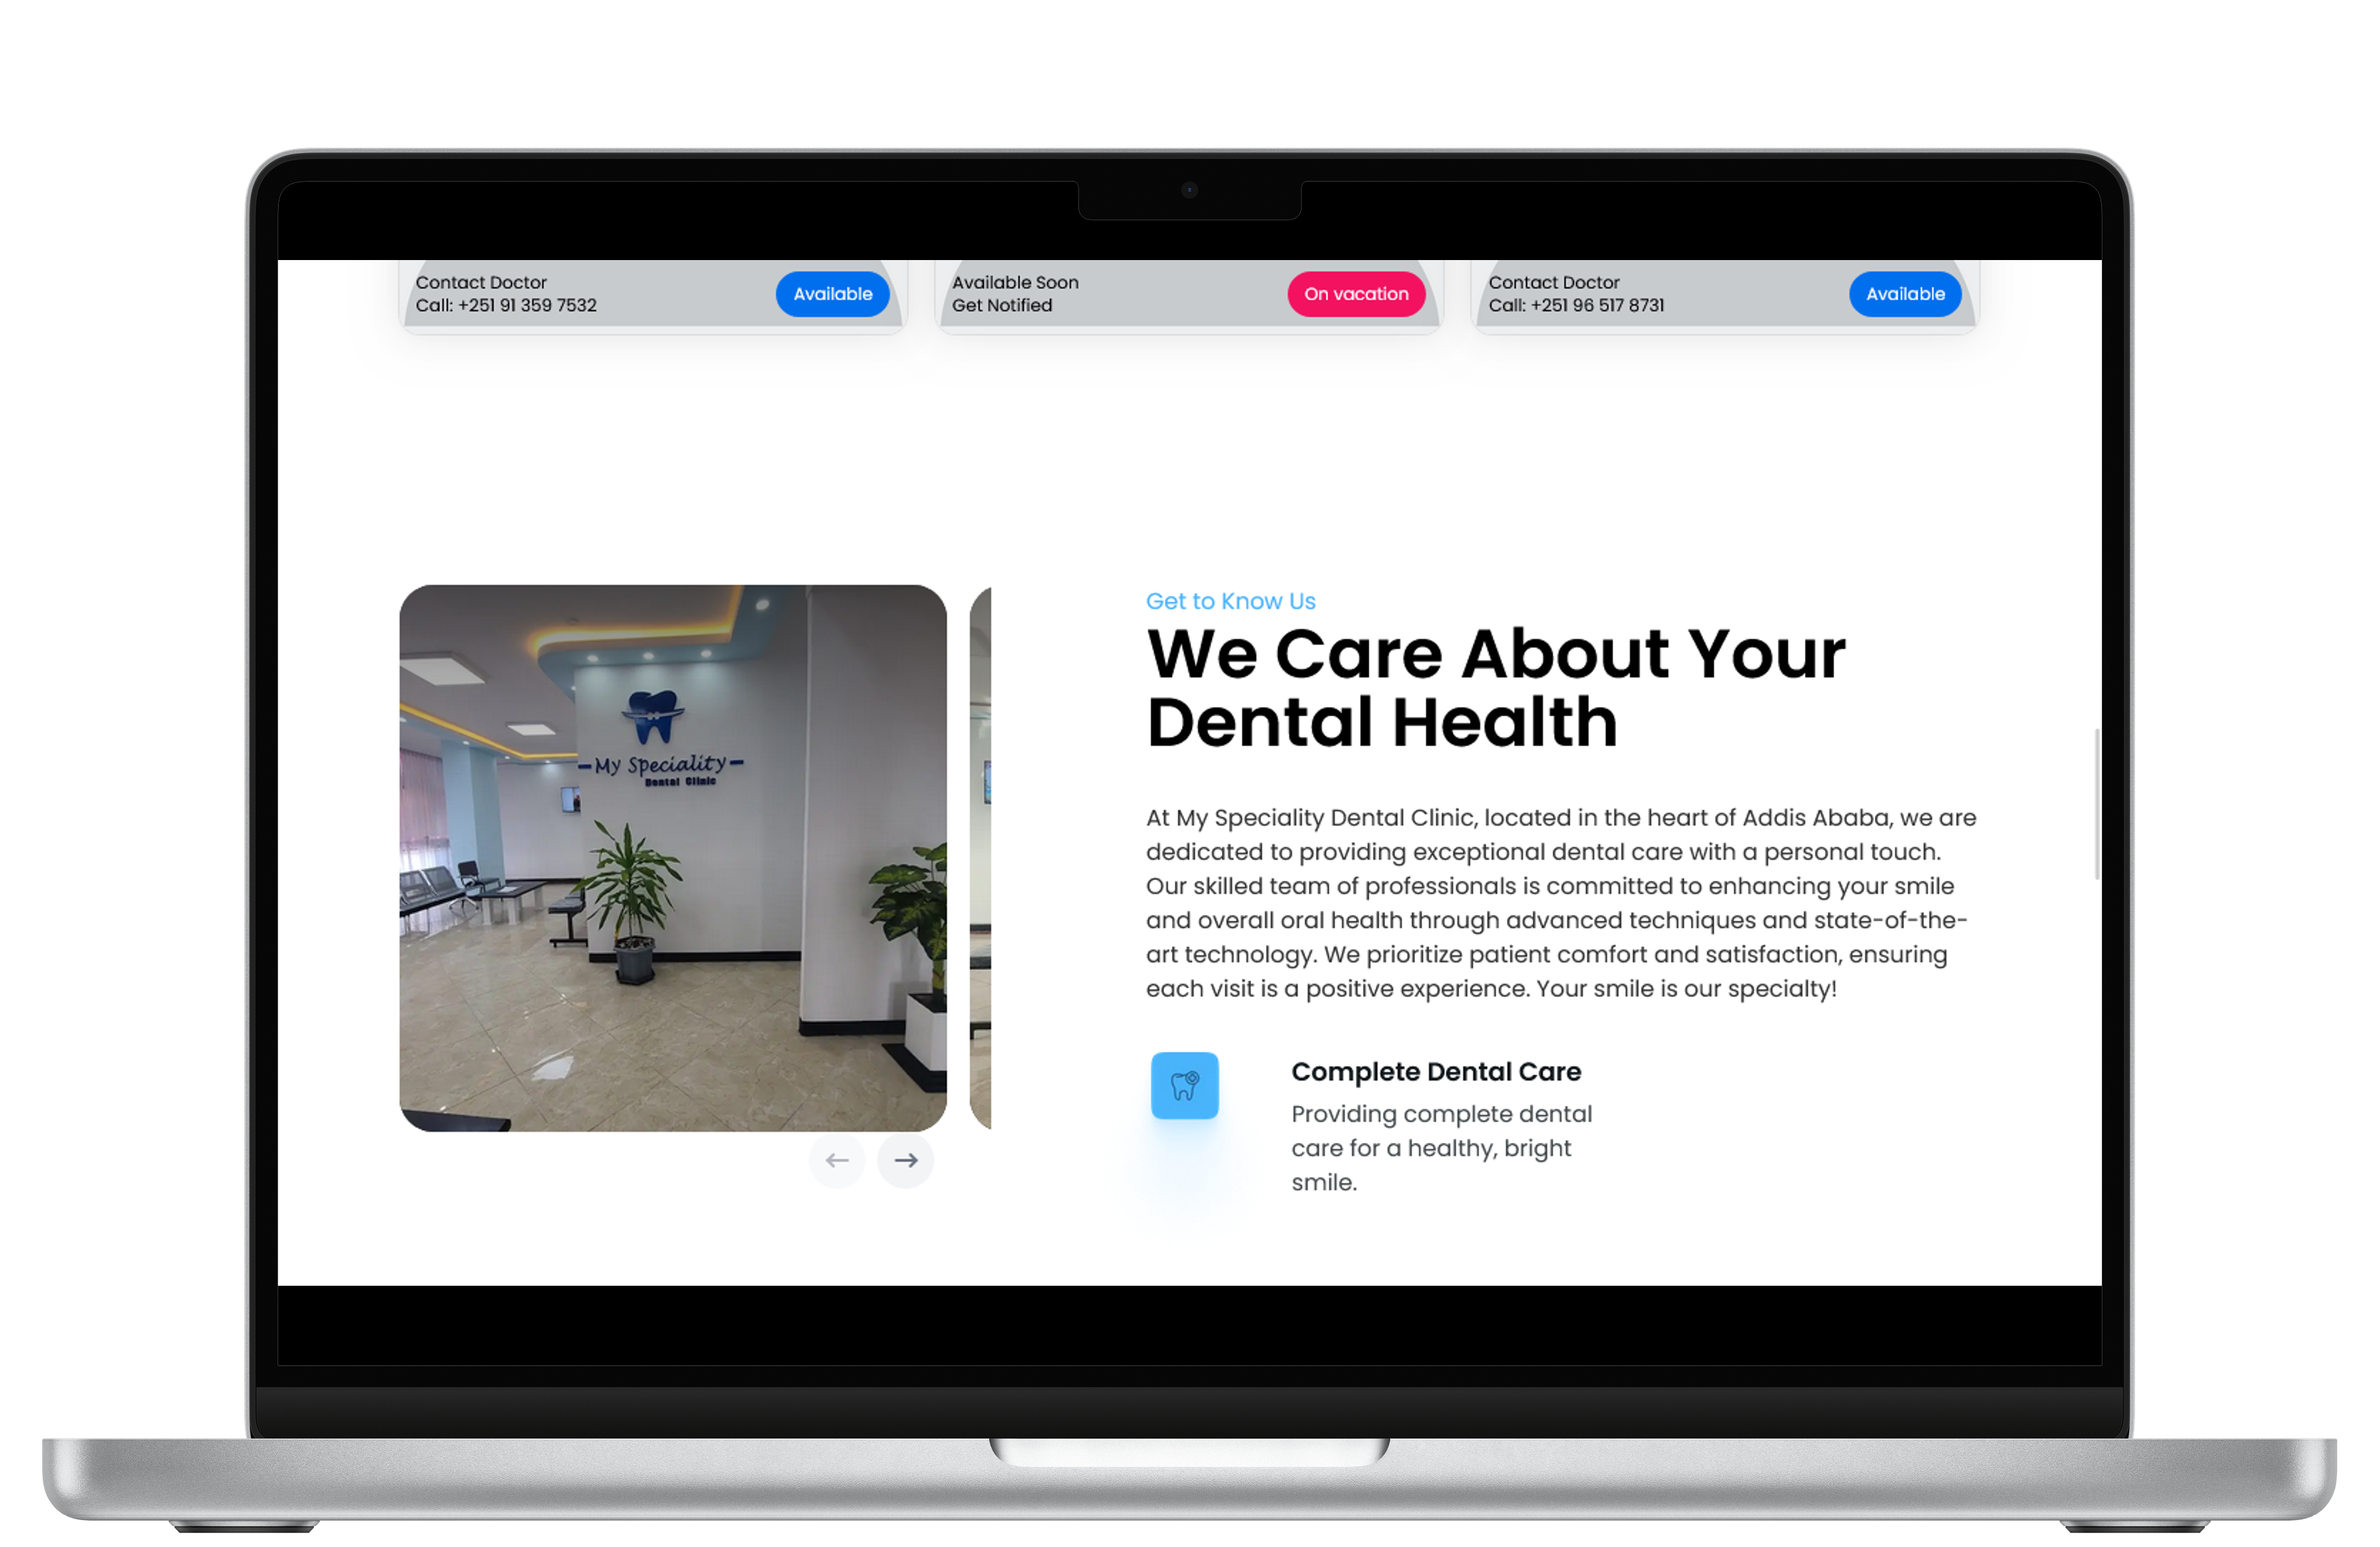 Contact Doctor
Call: +251 91 359 7532
Available
Available Soon
Get Notified
On vacation
Contact Doctor
Call: +251 96 517 8731
Available
My Speciality
Dental Clinic
Get to Know Us
We Care About Your
Dental Health
At My Speciality Dental Clinic, located in the heart of Addis Ababa, we are
dedicated to providing exceptional dental care with a personal touch.
Our skilled team of professionals is committed to enhancing your smile
and overall oral health through advanced techniques and state-of-the-
art technology. We prioritize patient comfort and satisfaction, ensuring
each visit is a positive experience. Your smile is our specialty!
Complete Dental Care
Providing complete dental
care for a healthy, bright
smile.